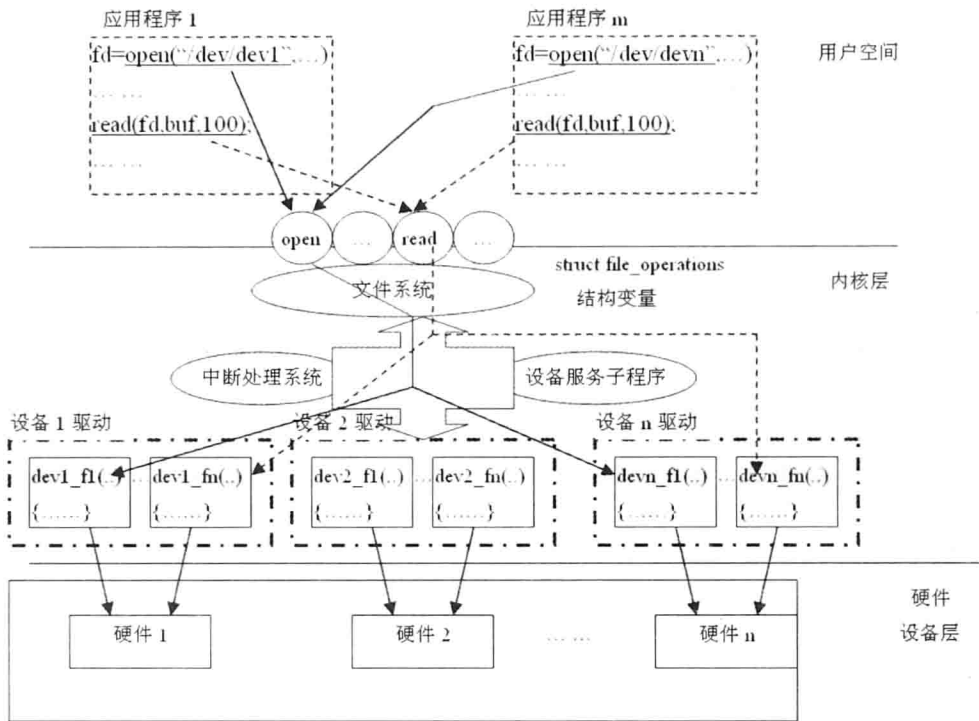 应用程序 1
应用程序 m
用户空间
fd=open(“/dev/dev1”,…)
… …
read(fd,buf,100);
… …
fd=open(“/dev/devn”,…)
… …
read(fd,buf,100);
… …
open
…
read
…
struct file_operations
结构变量
内核层
文件系统
中断处理系统
设备服务子程序
设备 1 驱动
设备 2 驱动
设备 n 驱动
dev1_f1(..)
{……}
…
dev1_fn(..)
{……}
dev2_f1(..)
{……}
…
dev2_fn(..)
{……}
devn_f1(..)
{……}
…
devn_fn(..)
{……}
硬件
设备层
硬件 1
硬件 2
… …
硬件 n